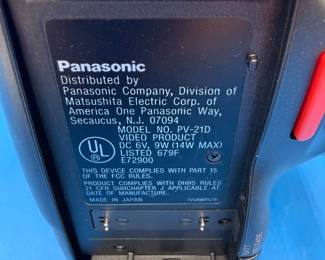 Panasonic
Distributed by
Panasonic Company, Division of
Matsushita Electric Corp. of
America One Panasonic Way,
Secaucus, N.J. 07094
MODEL NO. PV-21D
VIDEO PRODUCT
DC 6V, 9W (14W MAX)
LISTED 679F
E72900
UL
THIS DEVICE COMPLIES WITH PART 15
OF THE FCC RULES.
PRODUCT COMPLIES WITH DHHS RULES
21 CFR SUBCHAPTER J APPLICABLE AT
DATE OF MANUFACTURE.
MADE IN JAPAN